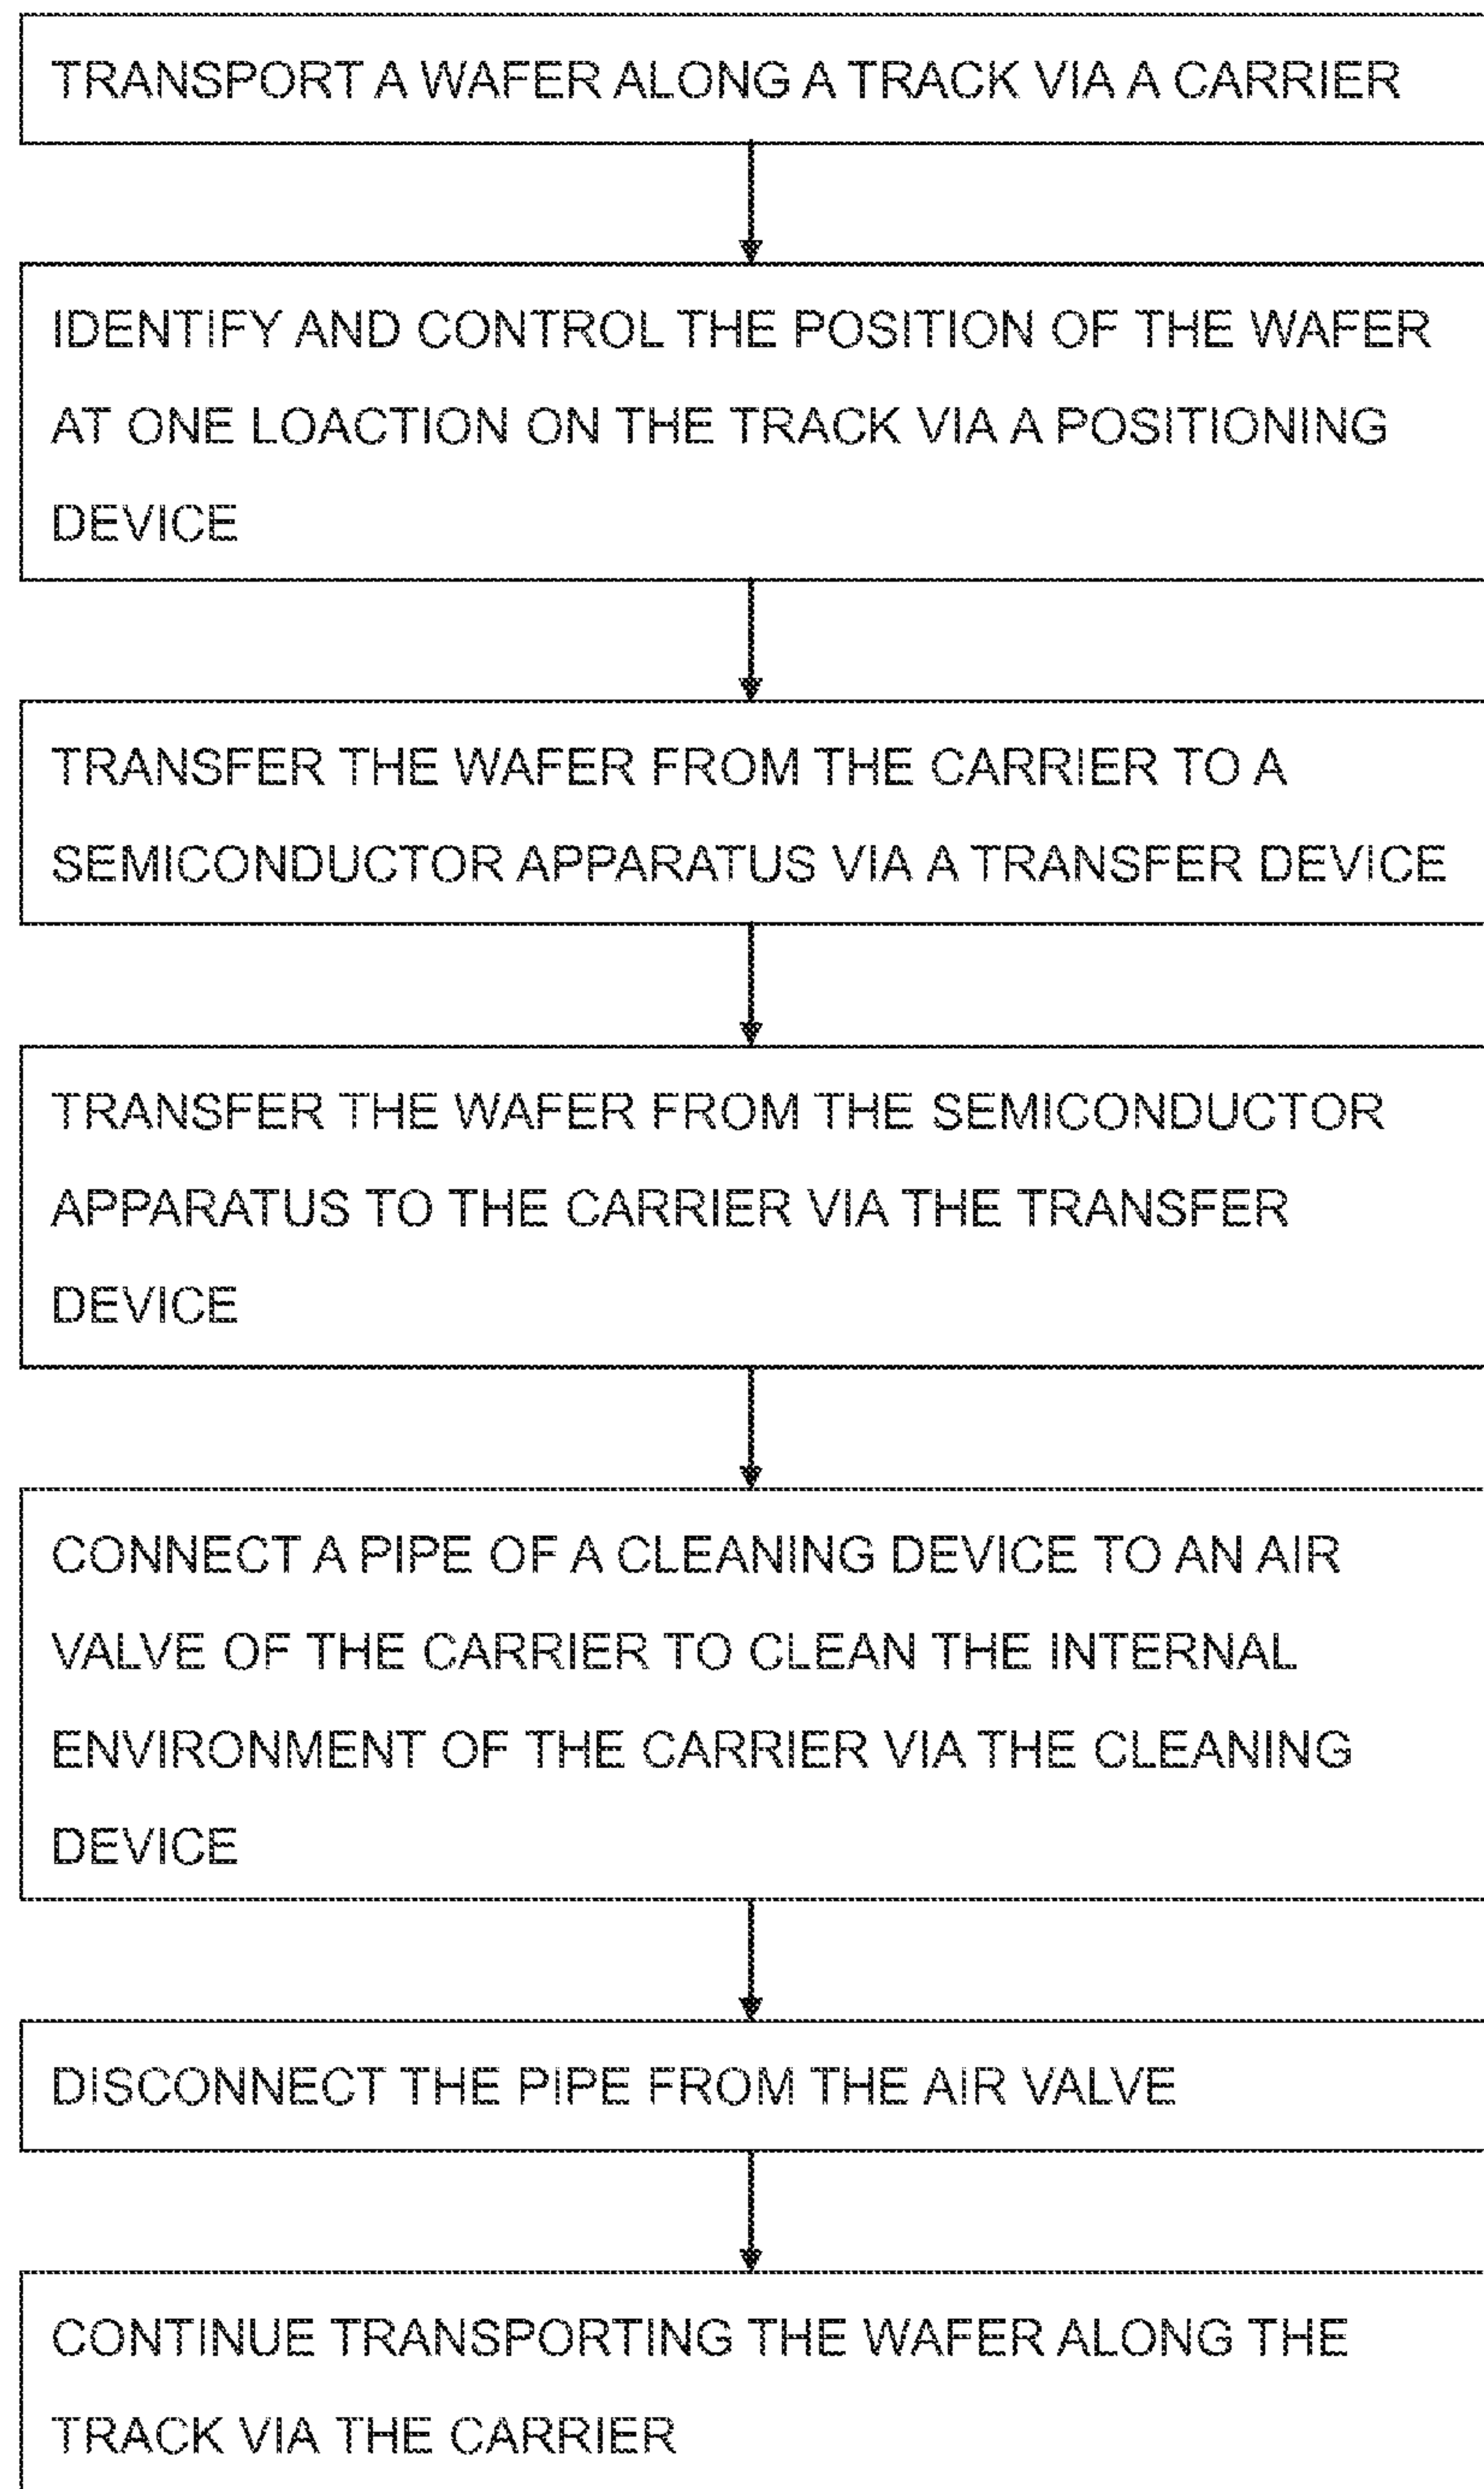 TRANSPORT A WAFER ALONG A TRACK VIA A CARRIER
IDENTIFY AND CONTROL THE POSITION OF THE WAFER
AT ONE LOACTION ON THE TRACK VIA A POSITIONING
DEVICE
TRANSFER THE WAFER FROM THE CARRIER TO A
SEMICONDUCTOR APPARATUS VIA A TRANSFER DEVICE
TRANSFER THE WAFER FROM THE SEMICONDUCTOR
APPARATUS TO THE CARRIER VIA THE TRANSFER
DEVICE
CONNECT A PIPE OF A CLEANING DEVICE TO AN AIR
VALVE OF THE CARRIER TO CLEAN THE INTERNAL
ENVIRONMENT OF THE CARRIER VIA THE CLEANING
DEVICE
DISCONNECT THE PIPE FROM THE AIR VALVE
CONTINUE TRANSPORTING THE WAFER ALONG THE
TRACK VIA THE CARRIER